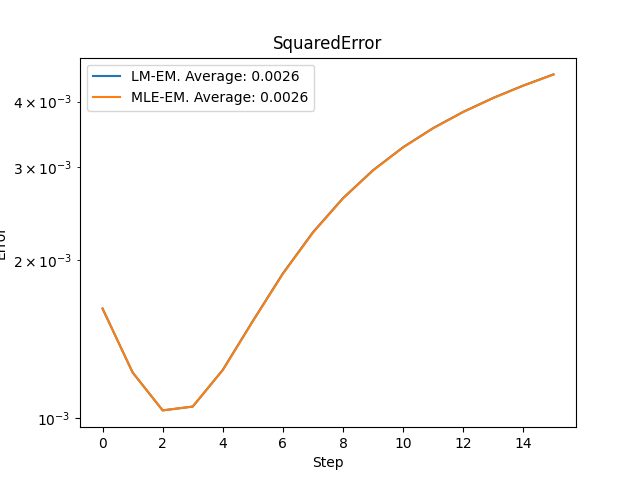 SquaredError
LM-EM. Average: 0.0026
MLE-EM. Average: 0.0026
4 × 10⁻³
3 × 10⁻³
2 × 10⁻³
10⁻³
Error
0 2 4 6 8 10 12 14
Step